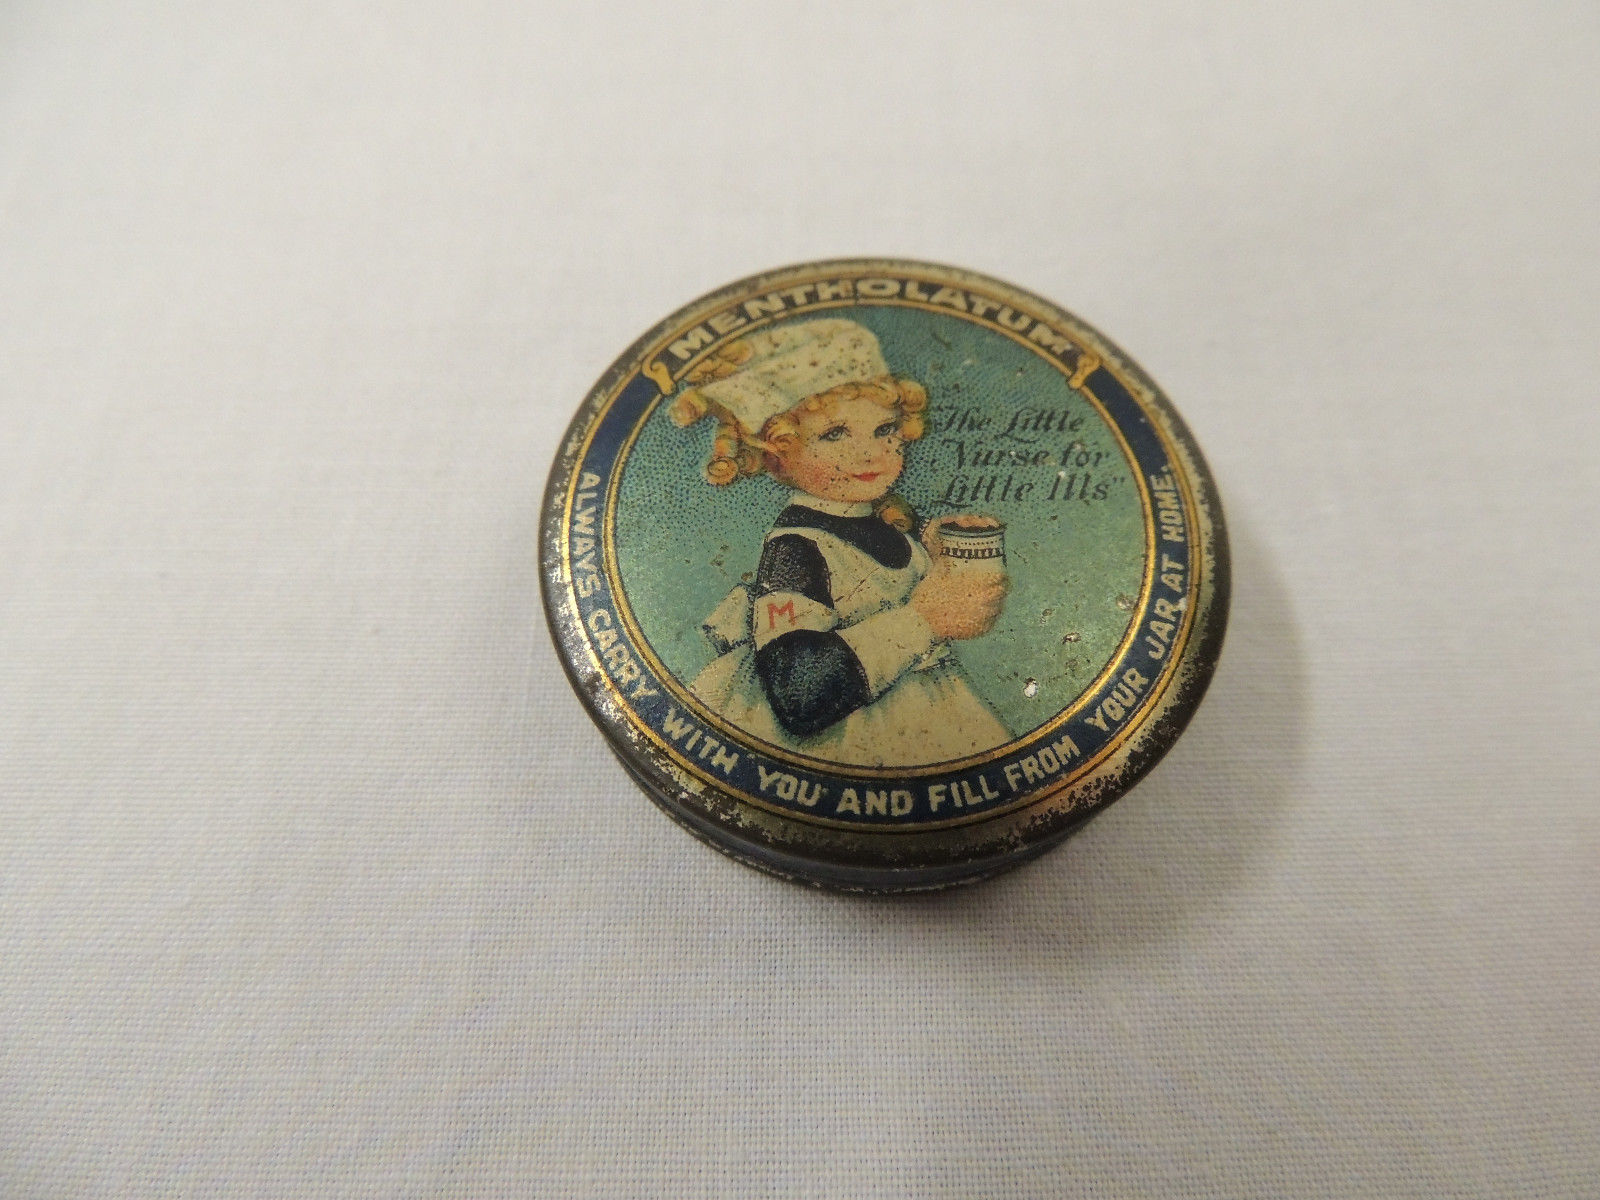 MENTHOLATUM
"The Little
Nurse for
Little Ills"
M
ALWAYS CARRY WITH YOU AND FILL FROM YOUR JAR AT HOME.